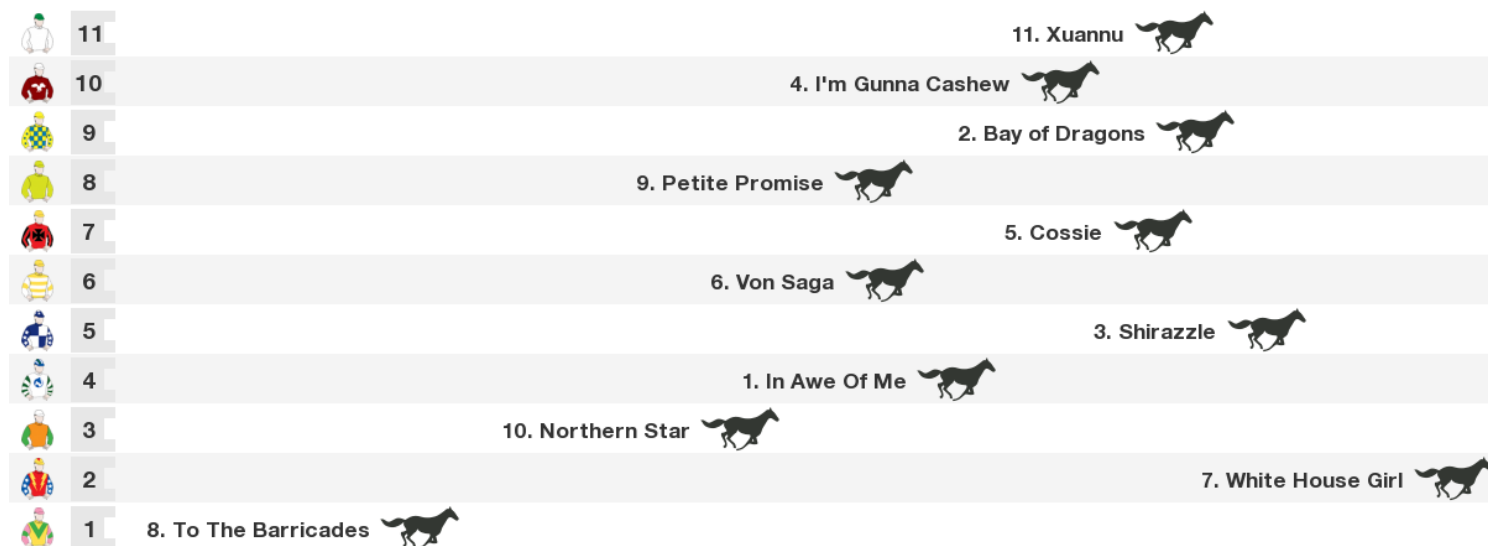 11 11. Xuannu
10 4. I'm Gunna Cashew
9 2. Bay of Dragons
8 9. Petite Promise
7 5. Cossie
6 6. Von Saga
5 3. Shirazzle
4 1. In Awe Of Me
3 10. Northern Star
2 7. White House Girl
1 8. To The Barricades